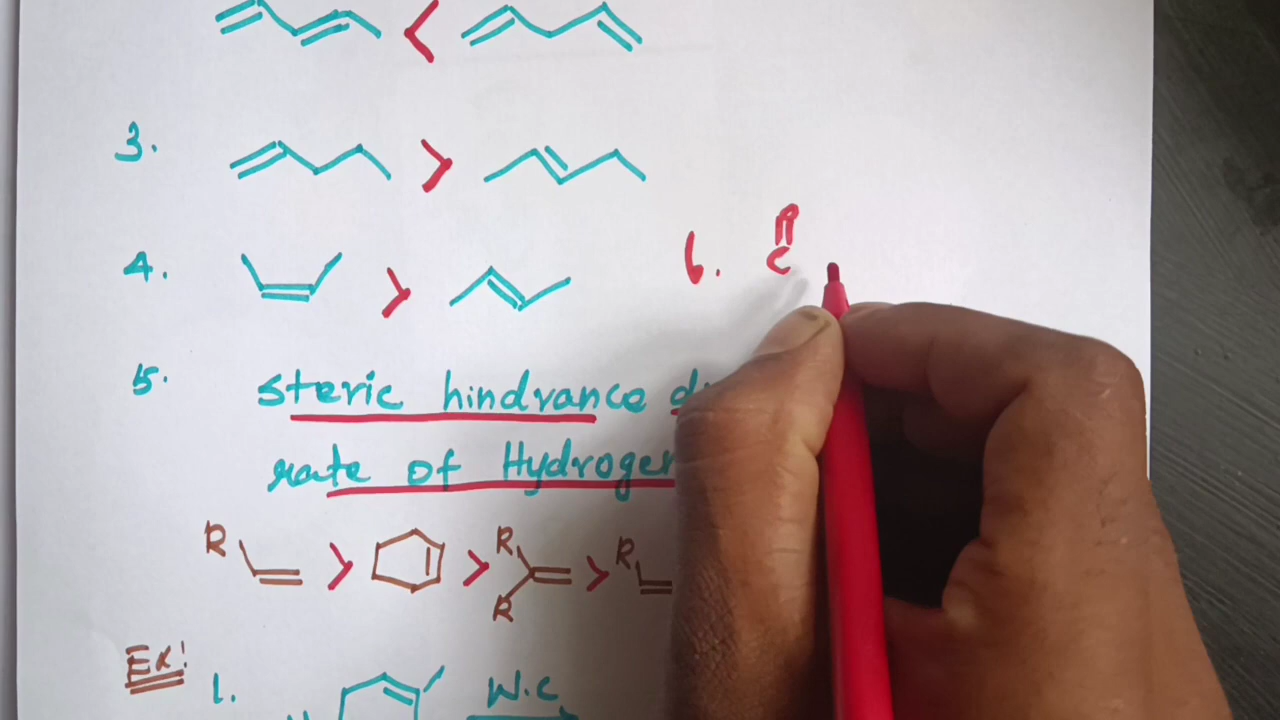 <
3. >
4. > 6. C
5. Steric hindrance
rate of Hydrogen
R > > R R > R
Ex!
1. W.C